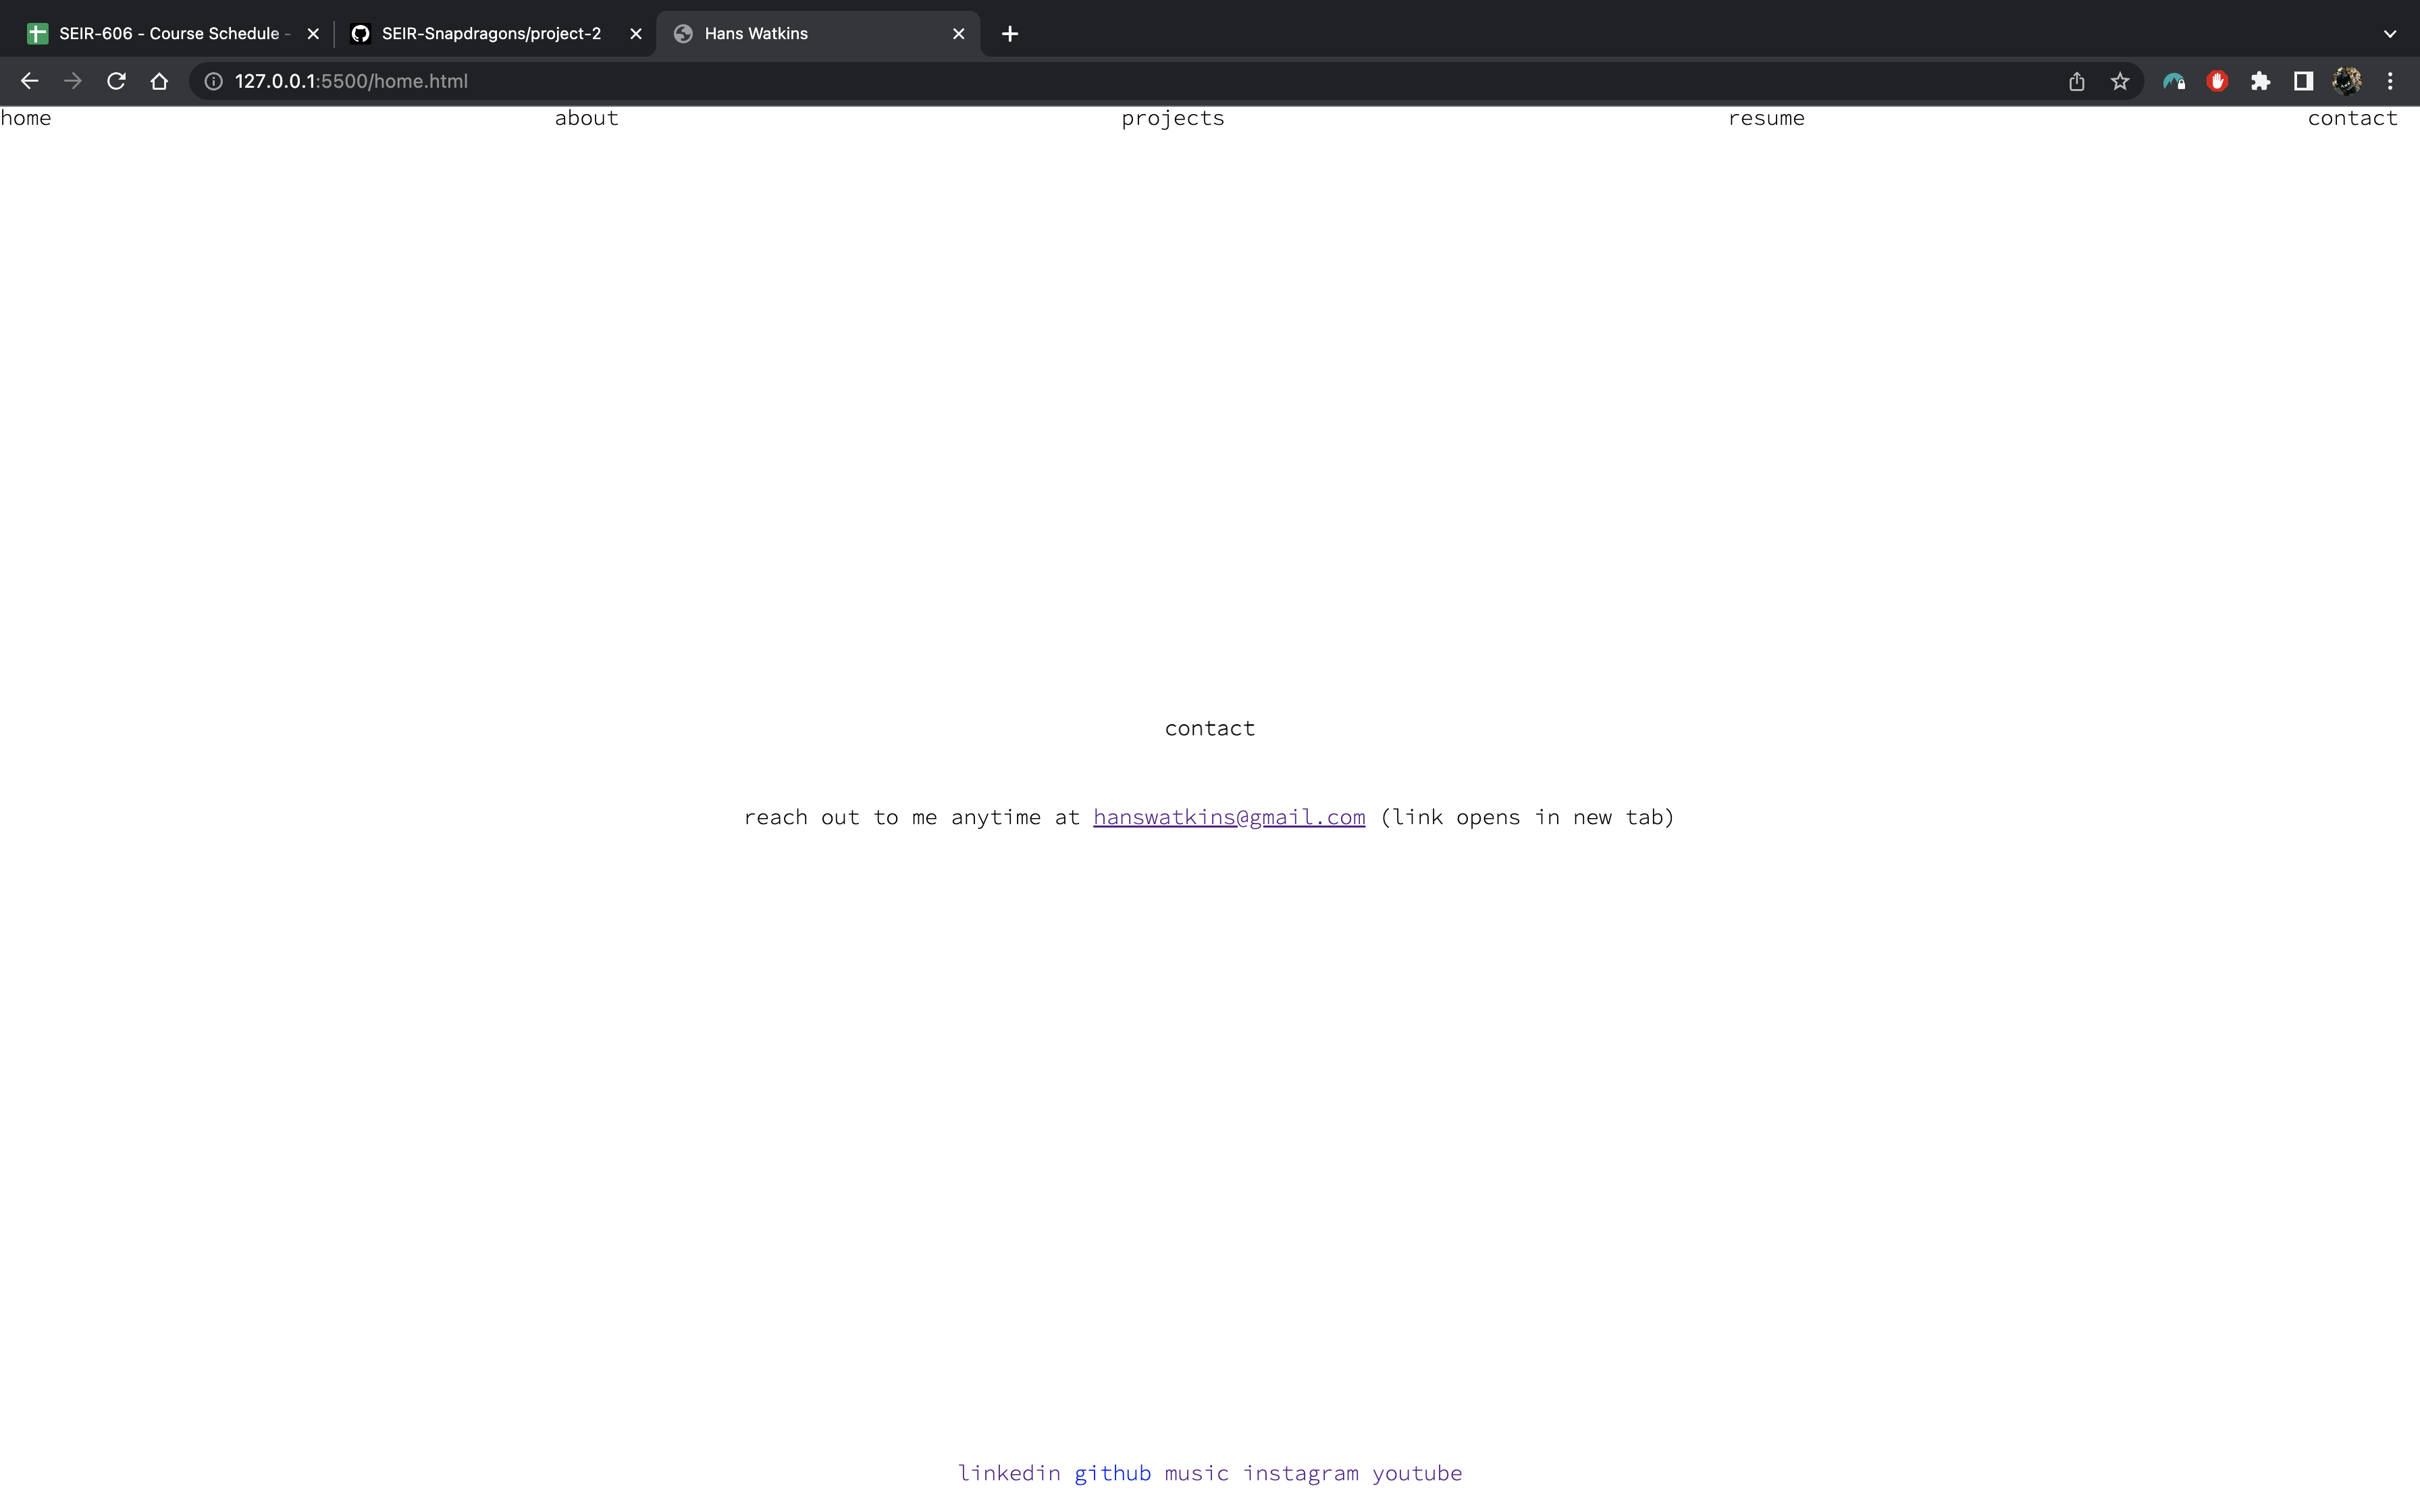 SEIR-606 - Course Schedule - SEIR-Snapdragons/project-2 Hans Watkins
127.0.0.1:5500/home.html
home about projects resume contact
contact
reach out to me anytime at hanswatkins@gmail.com (link opens in new tab)
linkedin github music instagram youtube